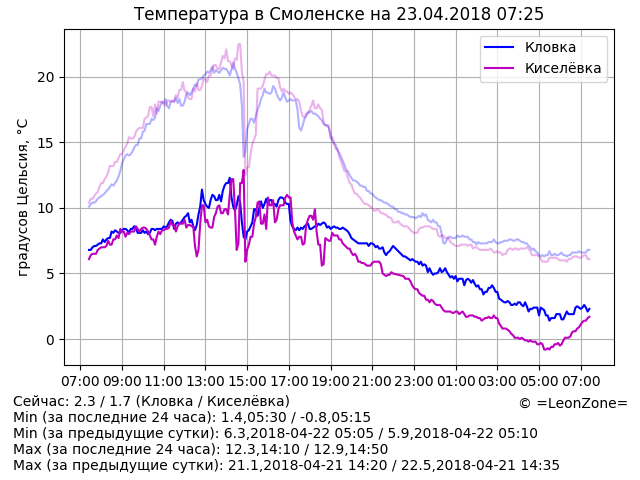 Температура в Смоленске на 23.04.2018 07:25
Кловка
Киселёвка
градусов Цельсия, °C
20
15
10
5
0
07:00 09:00 11:00 13:00 15:00 17:00 19:00 21:00 23:00 01:00 03:00 05:00 07:00
Сейчас: 2.3 / 1.7 (Кловка / Киселёвка)
© =LeonZone=
Min (за последние 24 часа): 1.4,05:30 / -0.8,05:15
Min (за предыдущие сутки): 6.3,2018-04-22 05:05 / 5.9,2018-04-22 05:10
Max (за последние 24 часа): 12.3,14:10 / 12.9,14:50
Max (за предыдущие сутки): 21.1,2018-04-21 14:20 / 22.5,2018-04-21 14:35